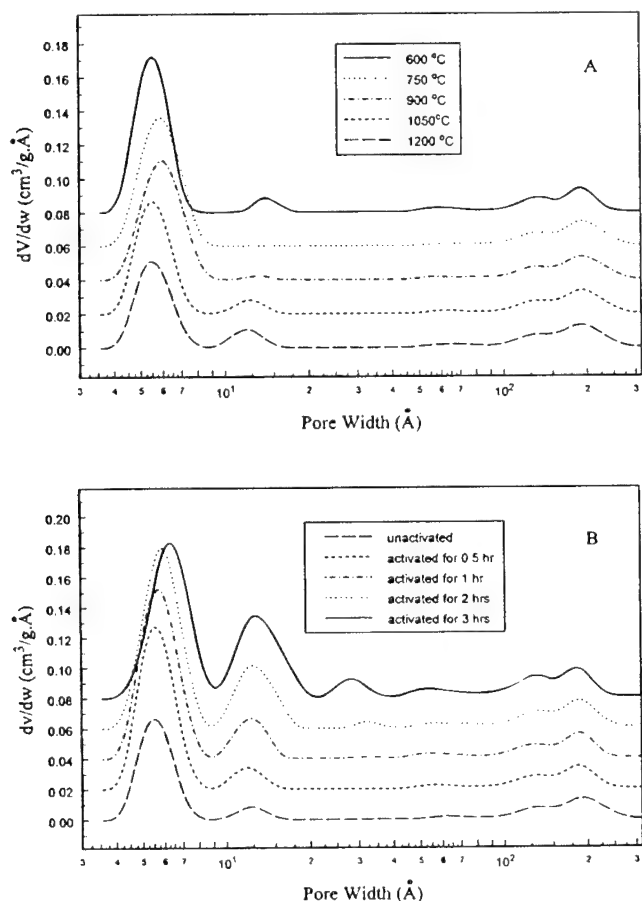 A
600 °C
750 °C
900 °C
1050°C
1200 °C
0.18
0.16
0.14
0.12
0.10
0.08
0.06
0.04
0.02
0.00
dV/dw (cm³/g.Å)
3 4 5 6 7 10¹ 2 3 4 5 6 7 10² 2 3
Pore Width (Å)
B
unactivated
activated for 0 5 hr
activated for 1 hr
activated for 2 hrs
activated for 3 hrs
0.20
0.18
0.16
0.14
0.12
0.10
0.08
0.06
0.04
0.02
0.00
dv/dw (cm³/g.Å)
3 4 5 6 7 10¹ 2 3 4 5 6 7 10² 2 3
Pore Width (Å)